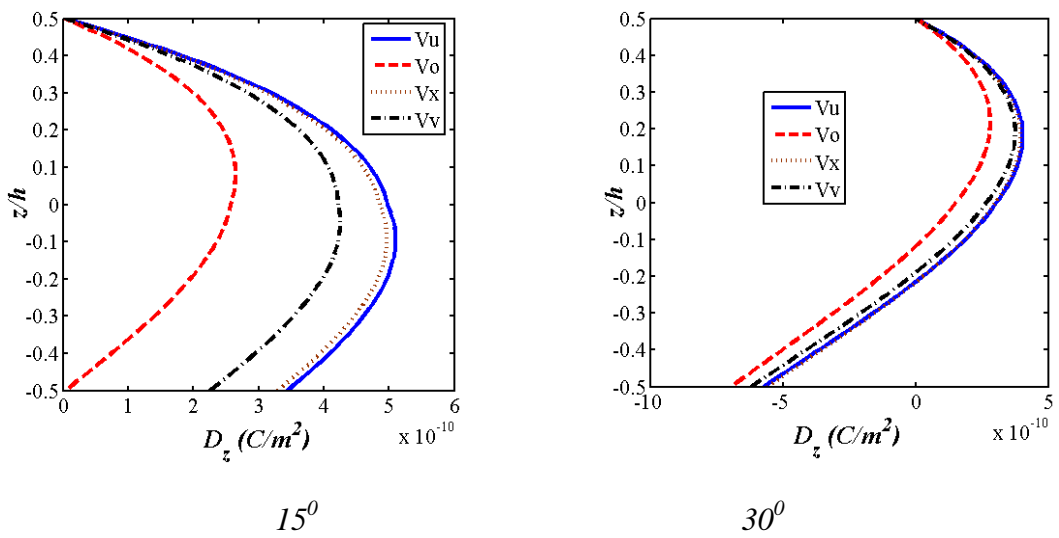 0.5
0.4
0.3
0.2
0.1
0
-0.1
-0.2
-0.3
-0.4
-0.5
z/h
0 1 2 3 4 5 6
x 10^-10
D_z (C/m^2)
Vu
Vo
Vx
Vv
15^0
0.5
0.4
0.3
0.2
0.1
0
-0.1
-0.2
-0.3
-0.4
-0.5
z/h
-10 -5 0 5
x 10^-10
D_z (C/m^2)
Vu
Vo
Vx
Vv
30^0